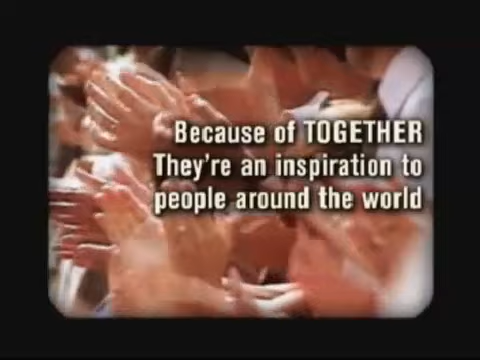 Because of TOGETHER
They're an inspiration to
people around the world